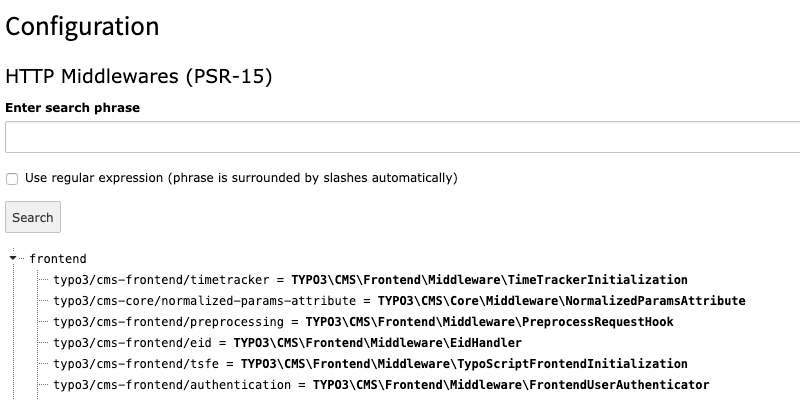 Configuration
HTTP Middlewares (PSR-15)
Enter search phrase
Use regular expression (phrase is surrounded by slashes automatically)
Search
frontend
typo3/cms-frontend/timetracker = TYPO3\CMS\Frontend\Middleware\TimeTrackerInitialization
typo3/cms-core/normalized-params-attribute = TYPO3\CMS\Core\Middleware\NormalizedParamsAttribute
typo3/cms-frontend/preprocessing = TYPO3\CMS\Frontend\Middleware\PreprocessRequestHook
typo3/cms-frontend/eid = TYPO3\CMS\Frontend\Middleware\EidHandler
typo3/cms-frontend/tsfe = TYPO3\CMS\Frontend\Middleware\TypoScriptFrontendInitialization
typo3/cms-frontend/authentication = TYPO3\CMS\Frontend\Middleware\FrontendUserAuthenticator